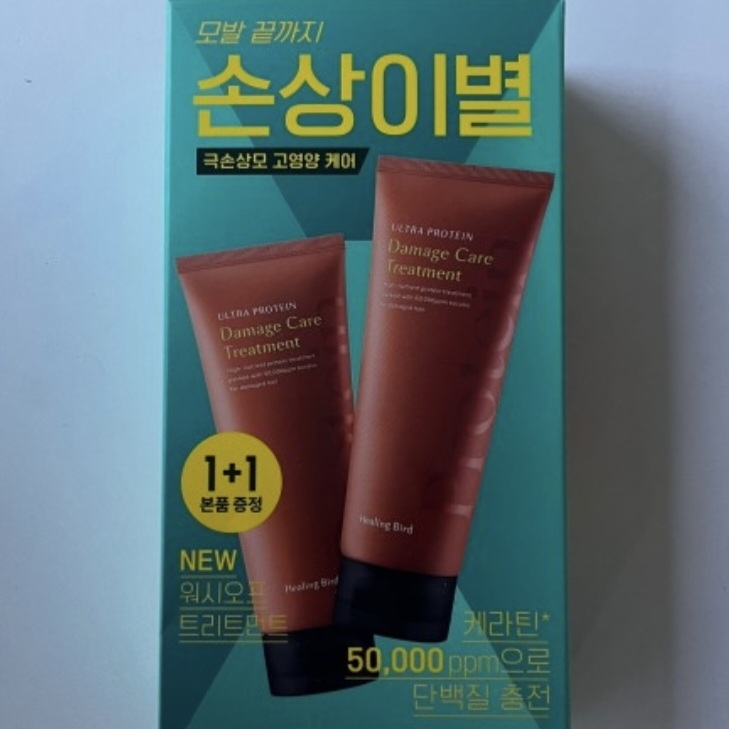 모발 끝까지
손상이별
극손상모 고영양 케어
ULTRA PROTEIN
Damage Care
Treatment
Healing Bird
ULTRA PROTEIN
Damage Care
Treatment
Healing Bird
1+1
본품 증정
NEW
워시오프
트리트먼트
케라틴*
50,000ppm으로
단백질 충전